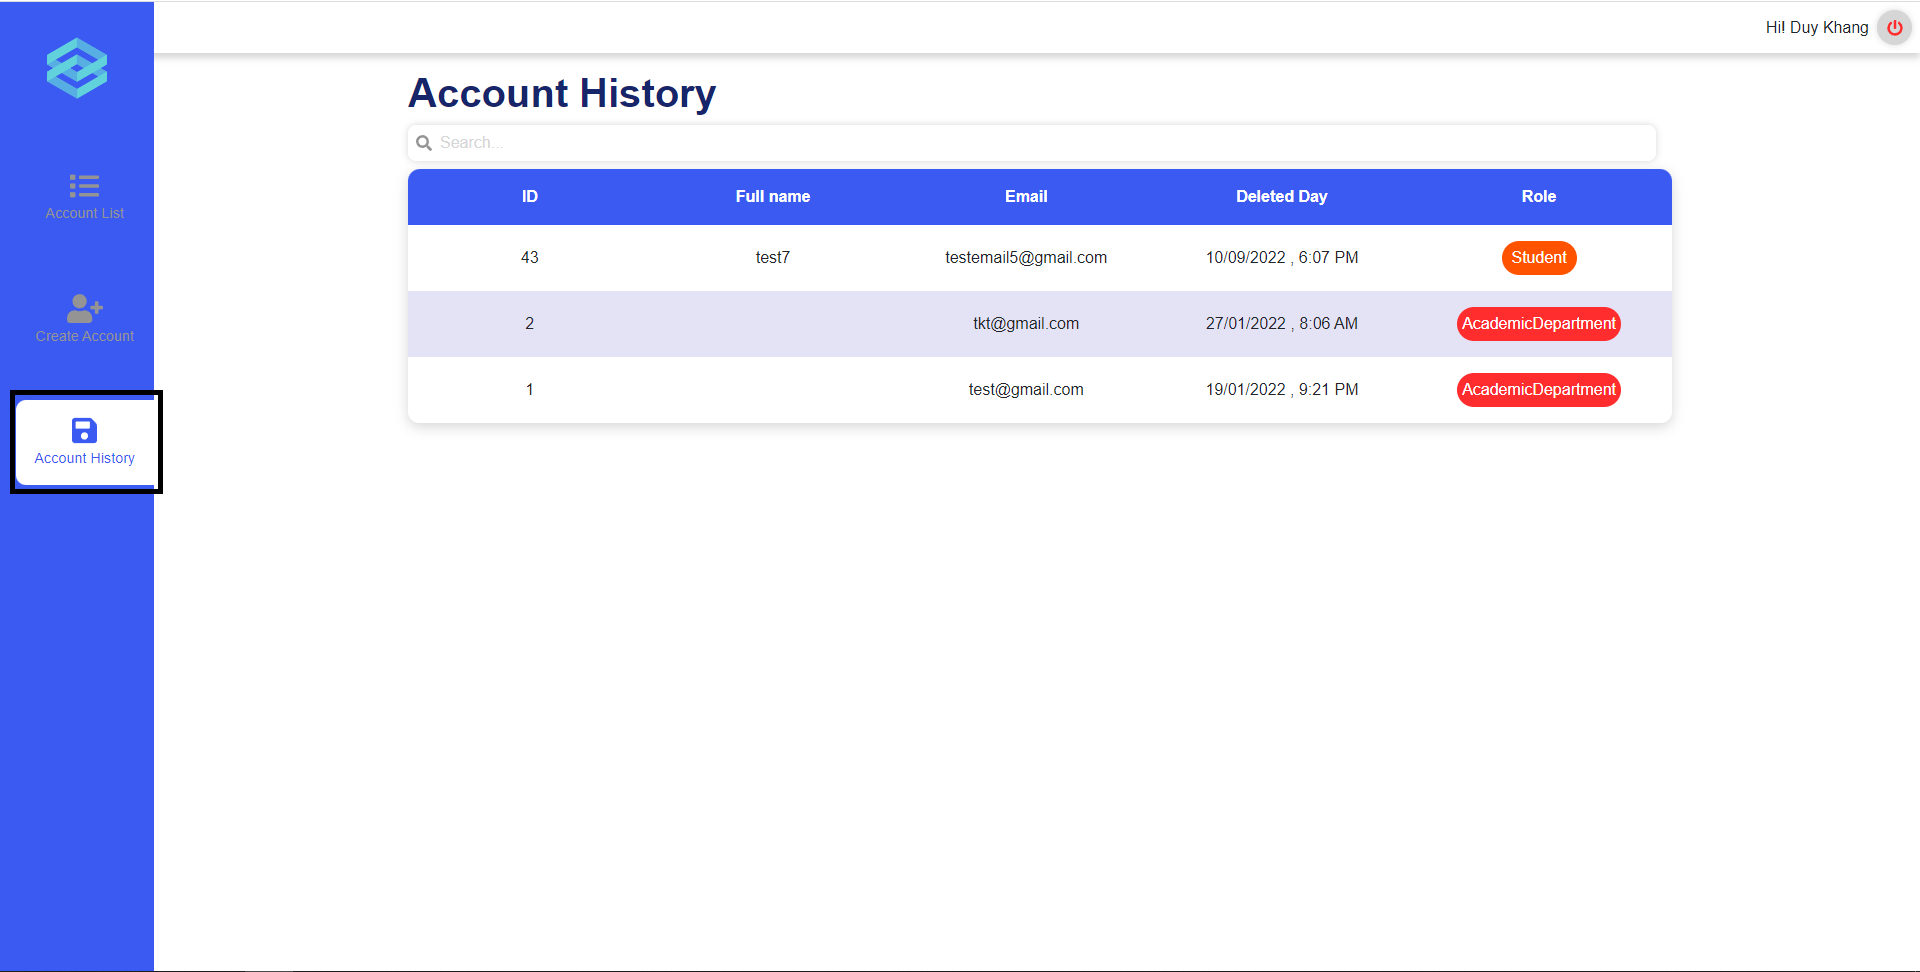 Hi! Duy Khang
Account List
Create Account
Account History
Account History
Search...
ID Full name Email Deleted Day Role
43 test7 testemail5@gmail.com 10/09/2022 , 6:07 PM Student
2 tkt@gmail.com 27/01/2022 , 8:06 AM AcademicDepartment
1 test@gmail.com 19/01/2022 , 9:21 PM AcademicDepartment